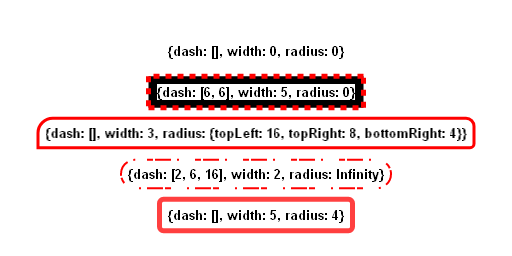 {dash: [], width: 0, radius: 0}
{dash: [6, 6], width: 5, radius: 0}
{dash: [], width: 3, radius: {topLeft: 16, topRight: 8, bottomRight: 4}}
{dash: [2, 6, 16], width: 2, radius: Infinity}
{dash: [], width: 5, radius: 4}